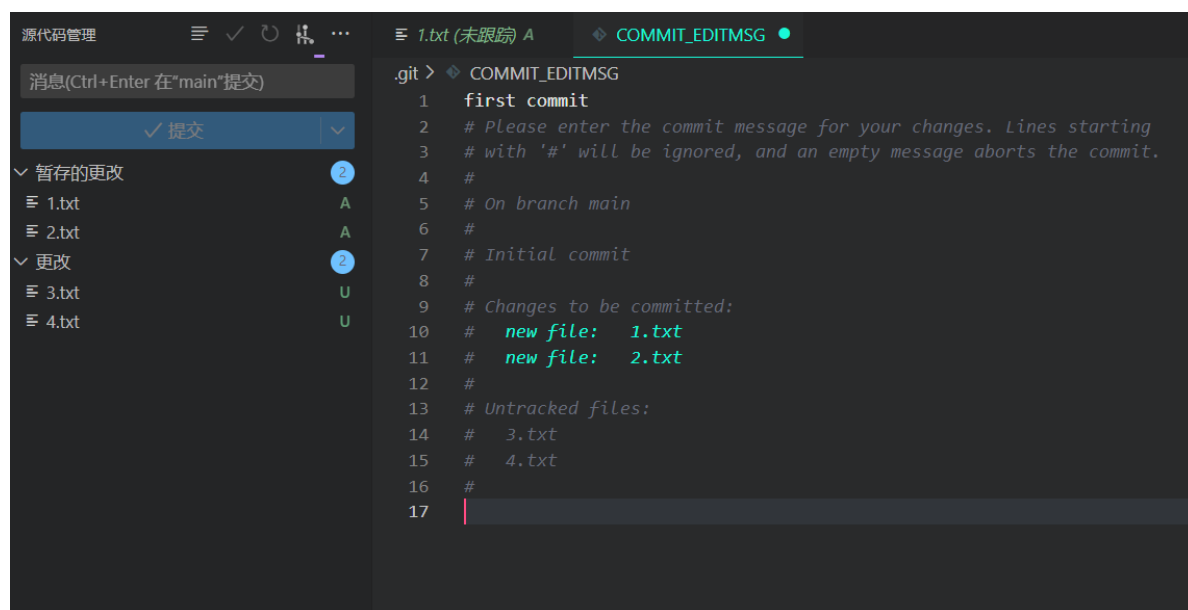 源代码管理
消息(Ctrl+Enter 在"main"提交)
提交
暂存的更改 2
1.txt A
2.txt A
更改 2
3.txt U
4.txt U
1.txt (未跟踪) A COMMIT_EDITMSG
.git > COMMIT_EDITMSG
1 first commit
2 # Please enter the commit message for your changes. Lines starting
3 # with '#' will be ignored, and an empty message aborts the commit.
4 #
5 # On branch main
6 #
7 # Initial commit
8 #
9 # Changes to be committed:
10 # new file: 1.txt
11 # new file: 2.txt
12 #
13 # Untracked files:
14 # 3.txt
15 # 4.txt
16 #
17